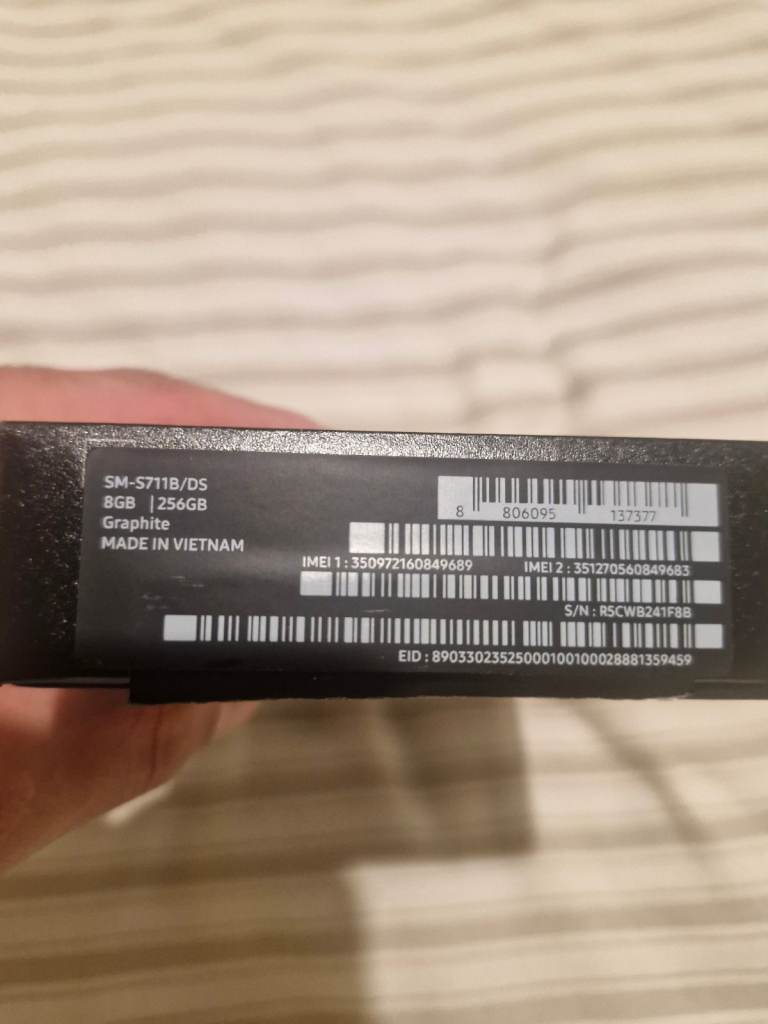 SM-S711B/DS
8GB | 256GB
Graphite
MADE IN VIETNAM
8 806095 137377
IMEI 1 : 350972160849689 IMEI 2 : 351270560849683
S/N : R5CWB241F8B
EID : 89033023525000100100028881359459